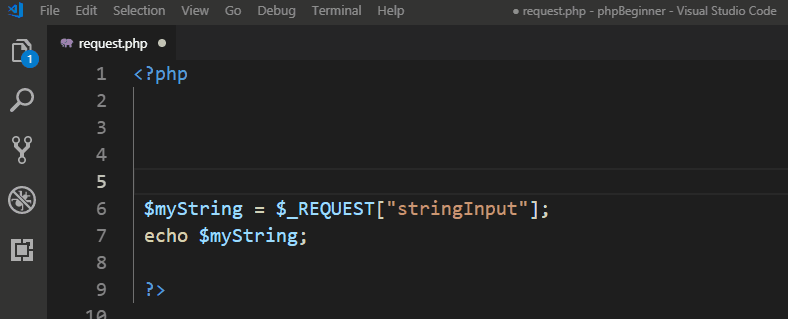 File Edit Selection View Go Debug Terminal Help ● request.php - phpBeginner - Visual Studio Code
1
request.php ●
1 <?php
2
3
4
5
6 $myString = $_REQUEST["stringInput"];
7 echo $myString;
8
9 ?>
10